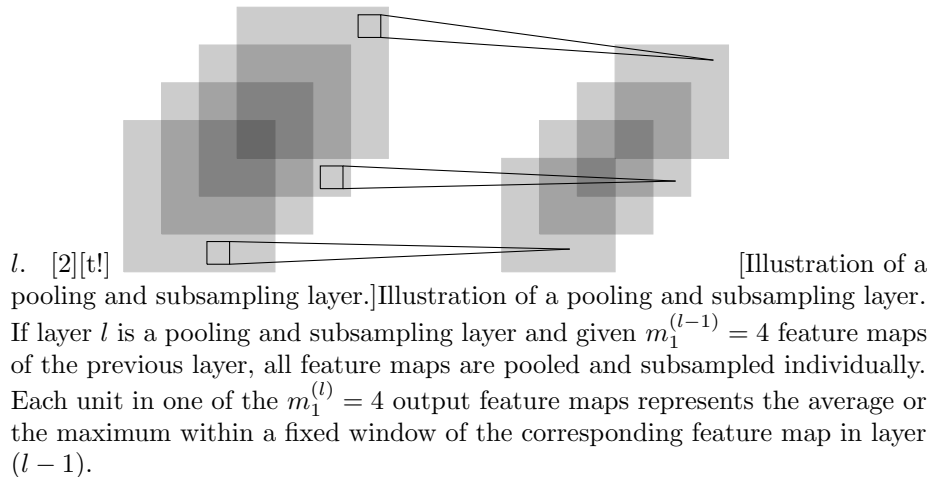 l. [2][t!] [Illustration of a
pooling and subsampling layer.]Illustration of a pooling and subsampling layer.
If layer l is a pooling and subsampling layer and given m₁⁽ˡ⁻¹⁾ = 4 feature maps
of the previous layer, all feature maps are pooled and subsampled individually.
Each unit in one of the m₁⁽ˡ⁾ = 4 output feature maps represents the average or
the maximum within a fixed window of the corresponding feature map in layer
(l − 1).